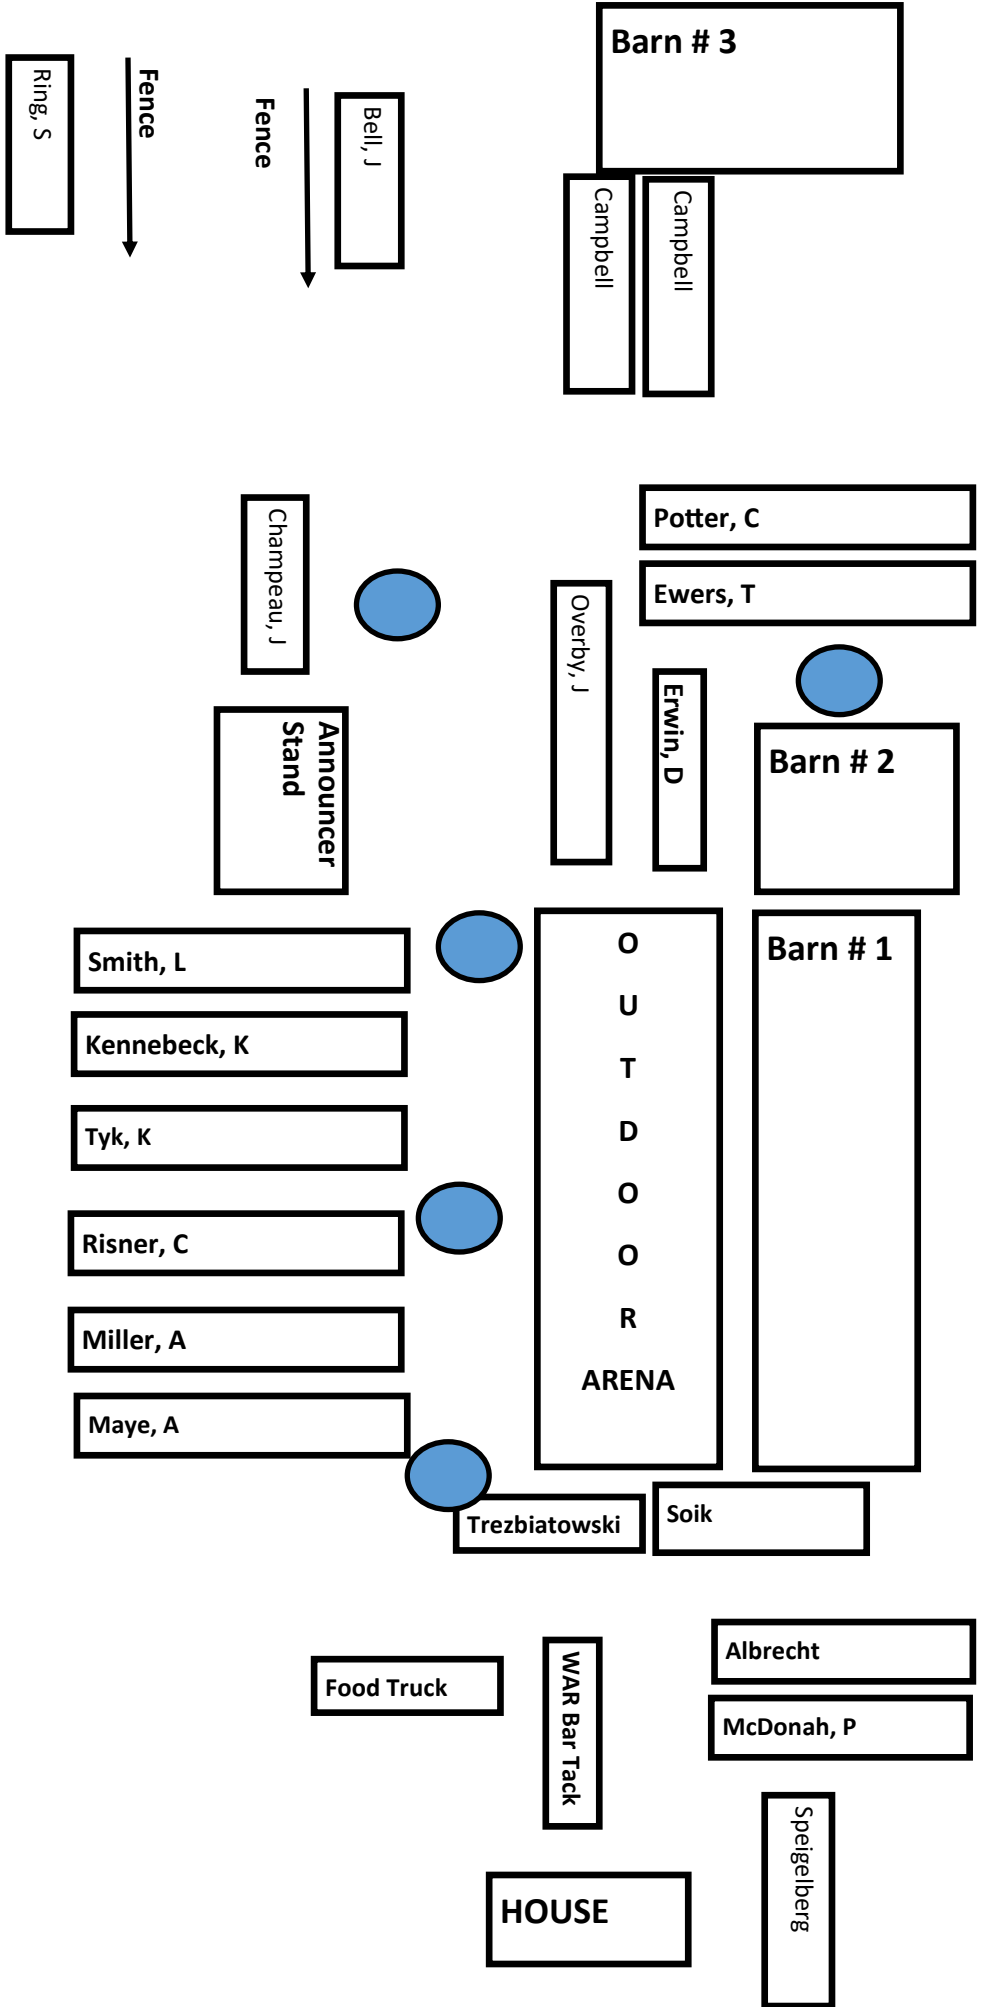 Barn # 3
Ring, S
Fence
Fence
Bell, J
Campbell
Campbell
Potter, C
Champeau, J
Ewers, T
Overby, J
Erwin, D
Announcer
Stand
Barn # 2
Smith, L
O
Barn # 1
U
Kennebeck, K
T
Tyk, K
D
O
Risner, C
O
R
Miller, A
ARENA
Maye, A
Trezbiatowski
Soik
Albrecht
Food Truck
WAR Bar Tack
McDonah, P
Speigelberg
HOUSE